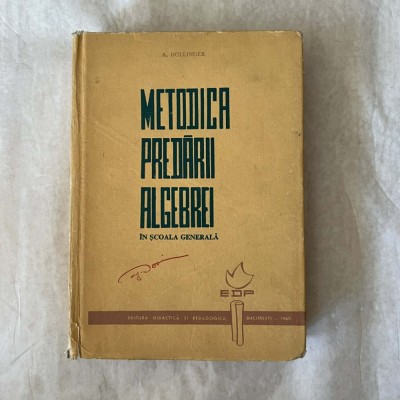 A. HOLLINGER
METODICA
PREDĂRII
ALGEBREI
ÎN ȘCOALA GENERALĂ
EDP
EDITURA DIDACTICĂ ȘI PEDAGOGICĂ BUCUREȘTI -